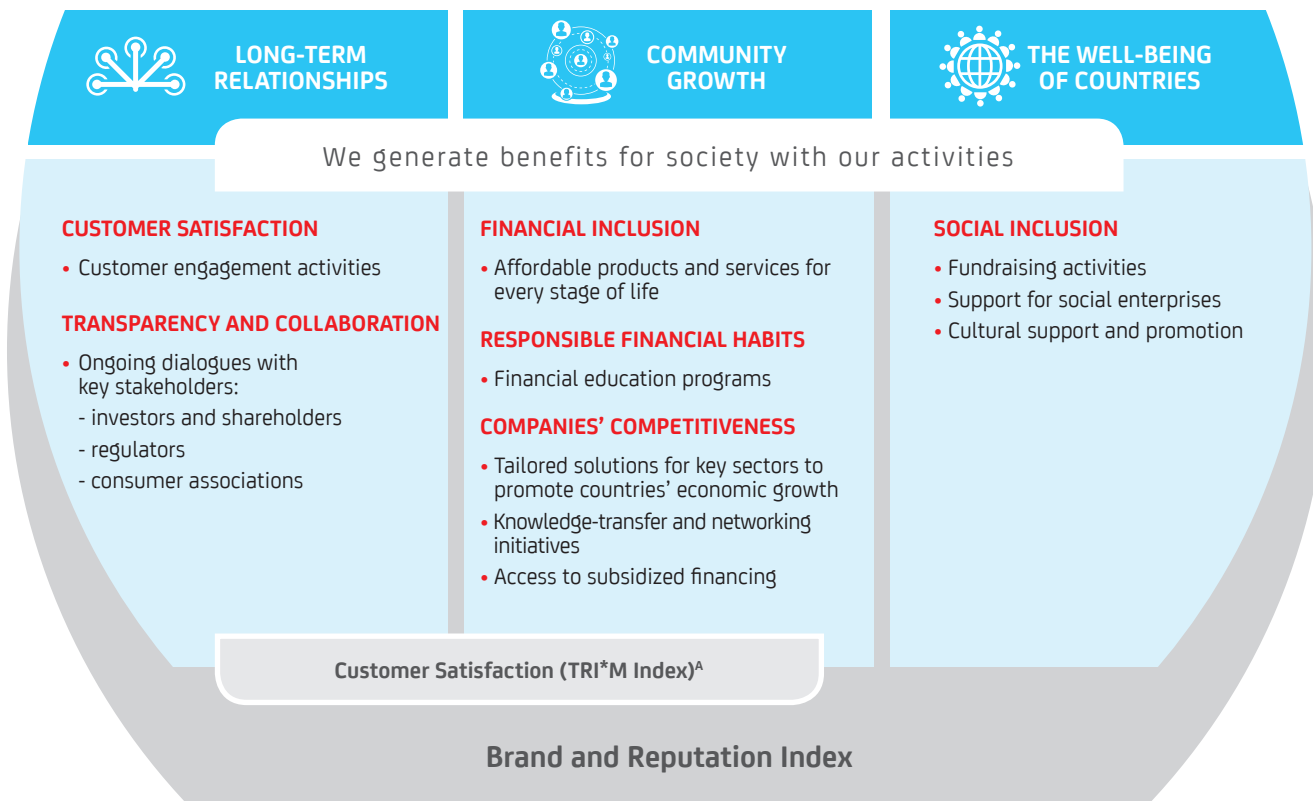 LONG-TERM
RELATIONSHIPS
COMMUNITY
GROWTH
THE WELL-BEING
OF COUNTRIES
We generate benefits for society with our activities
CUSTOMER SATISFACTION
• Customer engagement activities
TRANSPARENCY AND COLLABORATION
• Ongoing dialogues with
key stakeholders:
- investors and shareholders
- regulators
- consumer associations
FINANCIAL INCLUSION
• Affordable products and services for
every stage of life
RESPONSIBLE FINANCIAL HABITS
• Financial education programs
COMPANIES’ COMPETITIVENESS
• Tailored solutions for key sectors to
promote countries’ economic growth
• Knowledge-transfer and networking
initiatives
• Access to subsidized financing
SOCIAL INCLUSION
• Fundraising activities
• Support for social enterprises
• Cultural support and promotion
Customer Satisfaction (TRI*M Index)ᴬ
Brand and Reputation Index